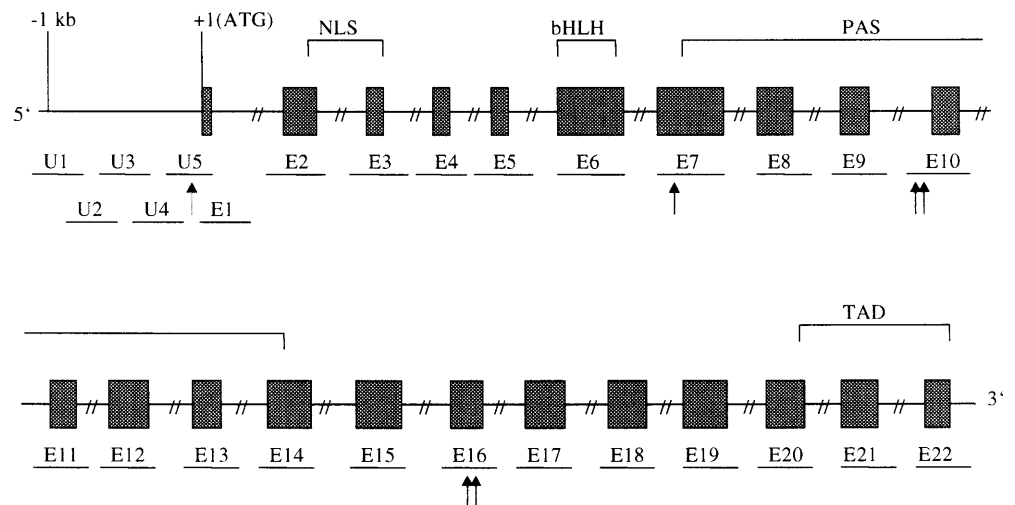 -1 kb +1(ATG) NLS bHLH PAS
5‘
U1 U3 U5 E2 E3 E4 E5 E6 E7 E8 E9 E10
U2 U4 E1
TAD
3‘
E11 E12 E13 E14 E15 E16 E17 E18 E19 E20 E21 E22